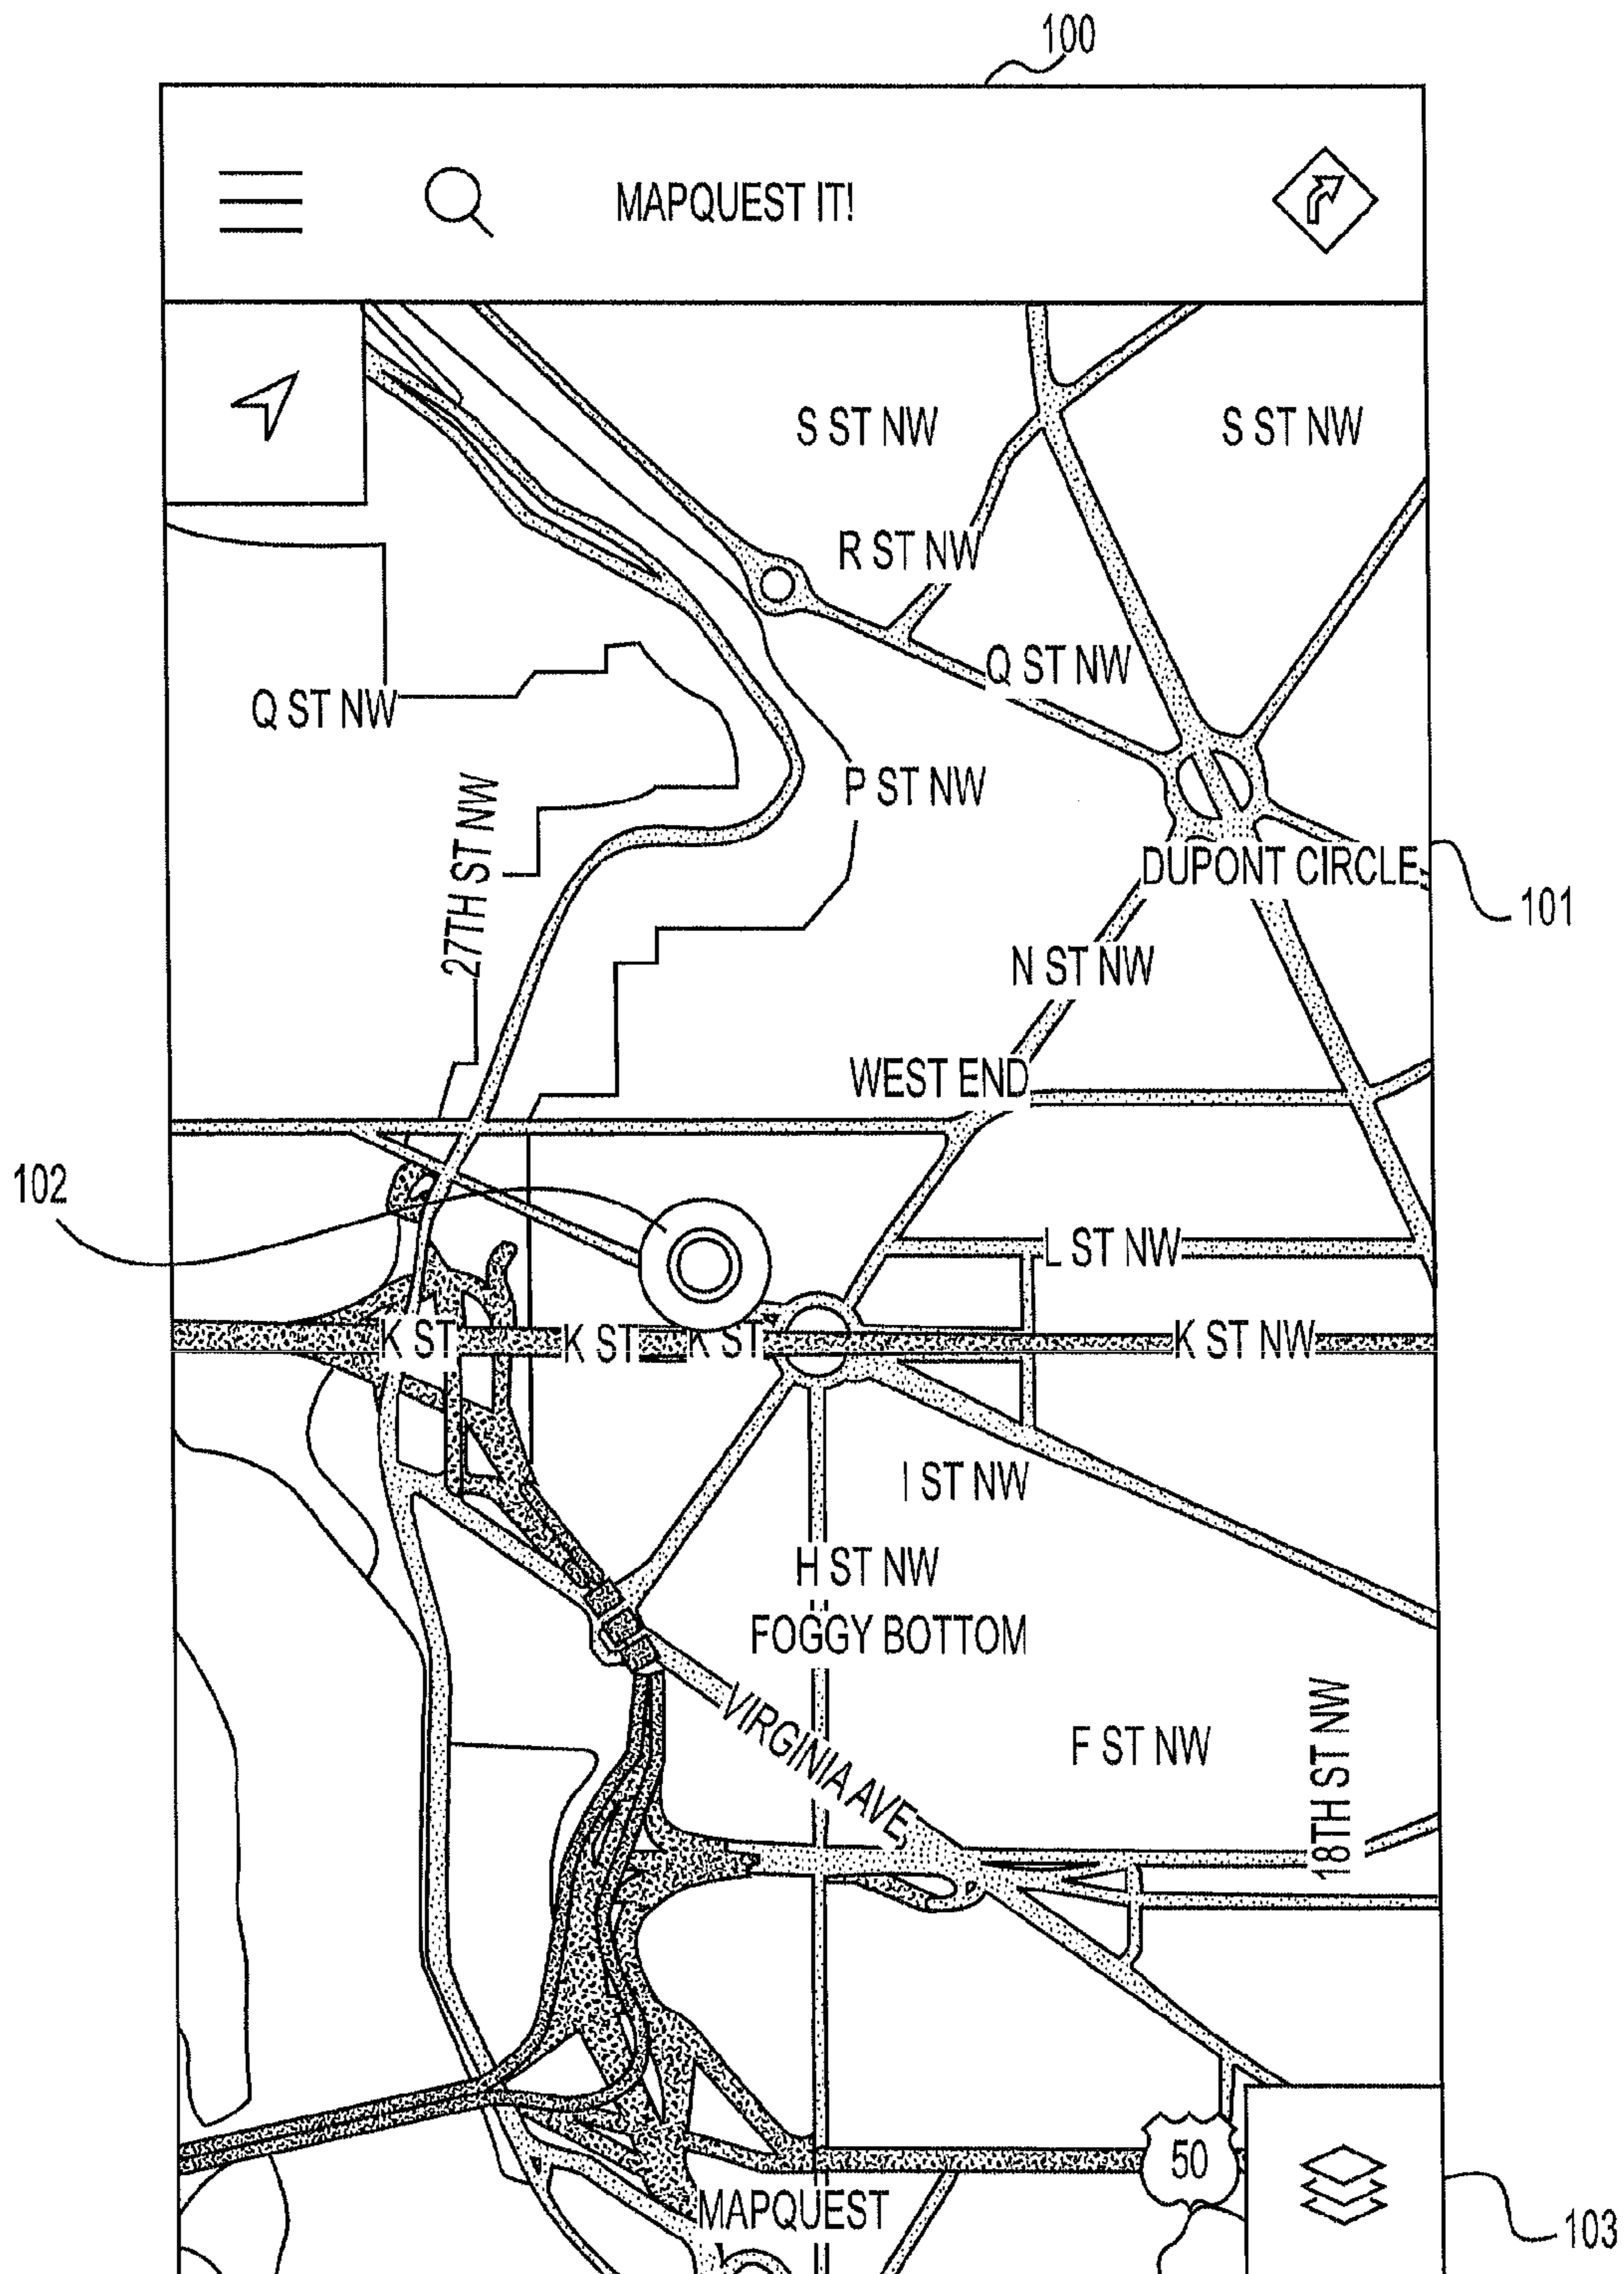 100
MAPQUEST IT!
S ST NW
S ST NW
R ST NW
Q ST NW
Q ST NW
P ST NW
27TH ST NW
DUPONT CIRCLE
101
N ST NW
WEST END
102
L ST NW
K ST
K ST
K ST
K ST NW
I ST NW
H ST NW
FOGGY BOTTOM
VIRGINIA AVE
F ST NW
18TH ST NW
50
MAPQUEST
103